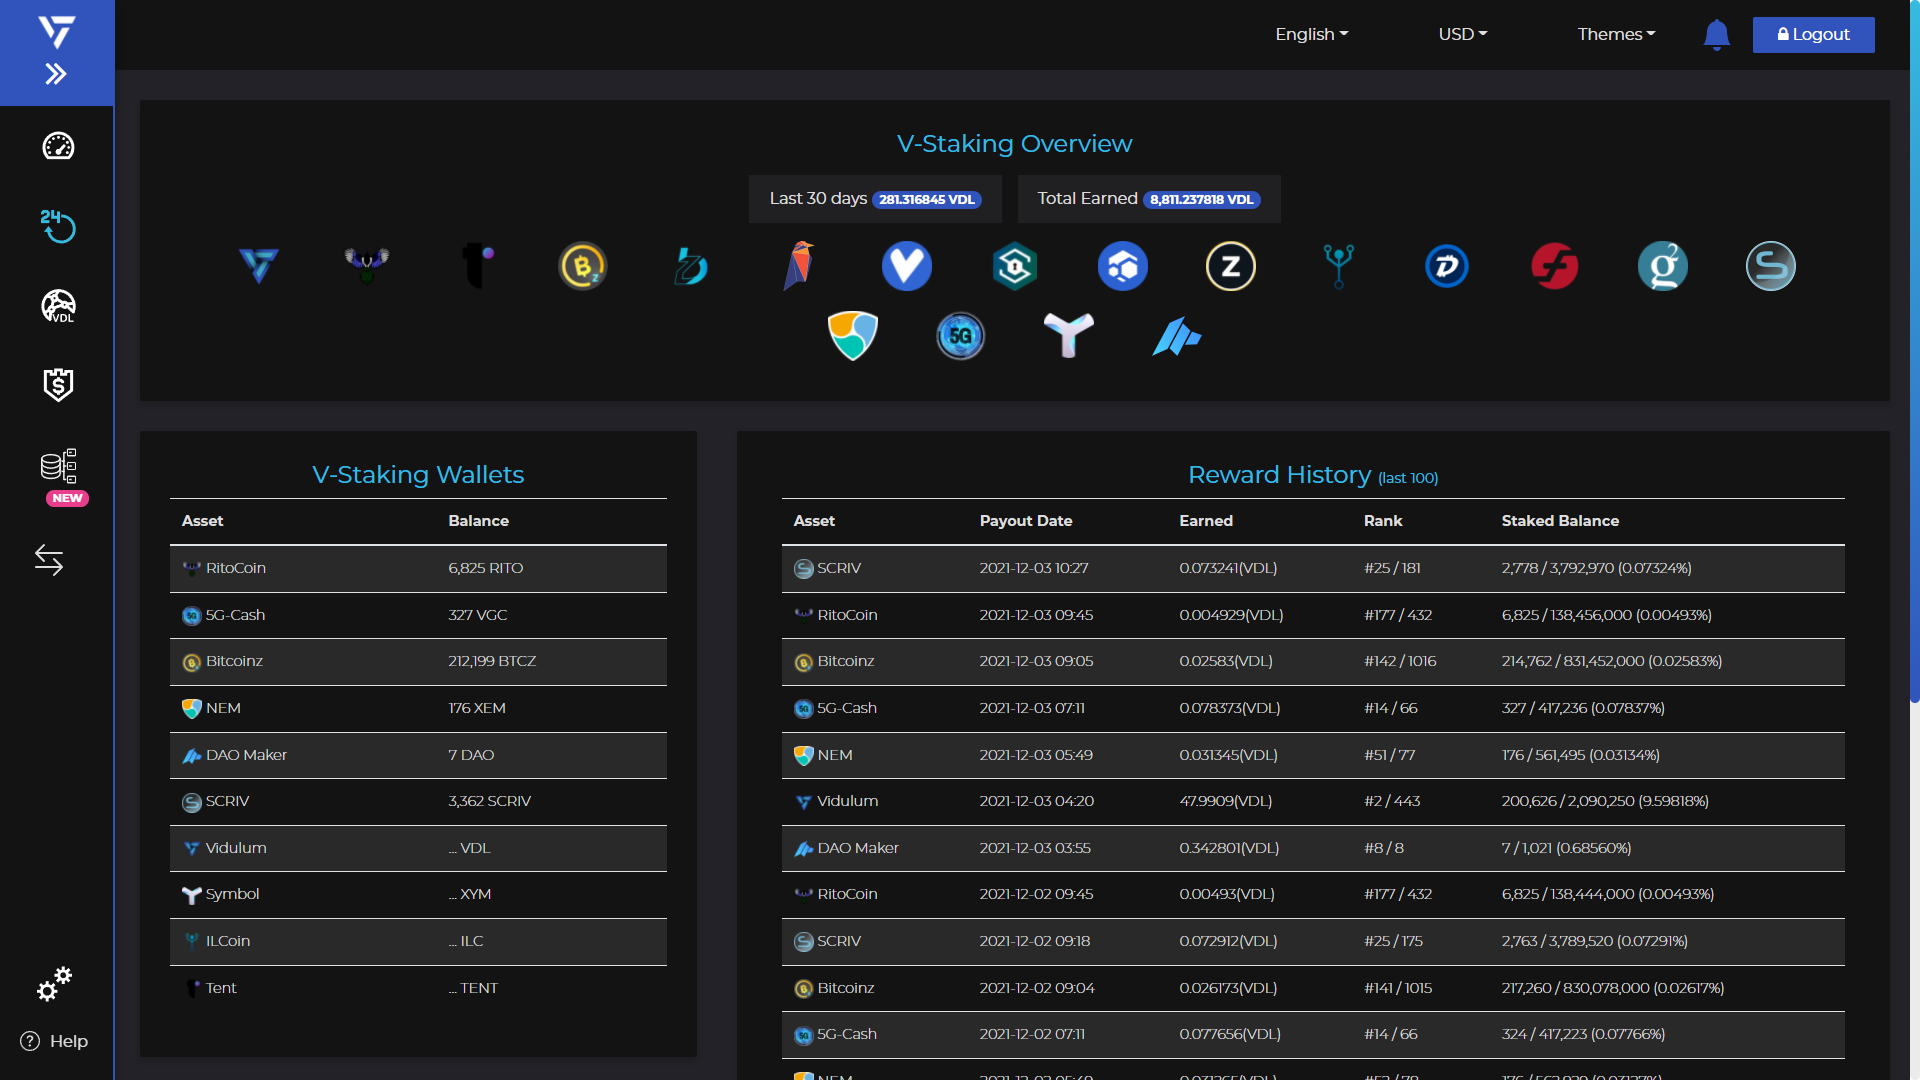 English USD Themes Logout
V-Staking Overview
Last 30 days 281.316845 VDL Total Earned 8,811.237818 VDL
24
VDL
5G
NEW
Help
V-Staking Wallets
Asset Balance
RitoCoin 6,825 RITO
5G-Cash 327 VGC
Bitcoinz 212,199 BTCZ
NEM 176 XEM
DAO Maker 7 DAO
SCRIV 3,362 SCRIV
Vidulum ... VDL
Symbol ... XYM
ILCoin ... ILC
Tent ... TENT
Reward History (last 100)
Asset Payout Date Earned Rank Staked Balance
SCRIV 2021-12-03 10:27 0.073241(VDL) #25 / 181 2,778 / 3,792,970 (0.07324%)
RitoCoin 2021-12-03 09:45 0.004929(VDL) #177 / 432 6,825 / 138,456,000 (0.00493%)
Bitcoinz 2021-12-03 09:05 0.02583(VDL) #142 / 1016 214,762 / 831,452,000 (0.02583%)
5G-Cash 2021-12-03 07:11 0.078373(VDL) #14 / 66 327 / 417,236 (0.07837%)
NEM 2021-12-03 05:49 0.031345(VDL) #51 / 77 176 / 561,495 (0.03134%)
Vidulum 2021-12-03 04:20 47.9909(VDL) #2 / 443 200,626 / 2,090,250 (9.59818%)
DAO Maker 2021-12-03 03:55 0.342801(VDL) #8 / 8 7 / 1,021 (0.68560%)
RitoCoin 2021-12-02 09:45 0.00493(VDL) #177 / 432 6,825 / 138,444,000 (0.00493%)
SCRIV 2021-12-02 09:18 0.072912(VDL) #25 / 175 2,763 / 3,789,520 (0.07291%)
Bitcoinz 2021-12-02 09:04 0.026173(VDL) #141 / 1015 217,260 / 830,078,000 (0.02617%)
5G-Cash 2021-12-02 07:11 0.077656(VDL) #14 / 66 324 / 417,223 (0.07766%)
NEM